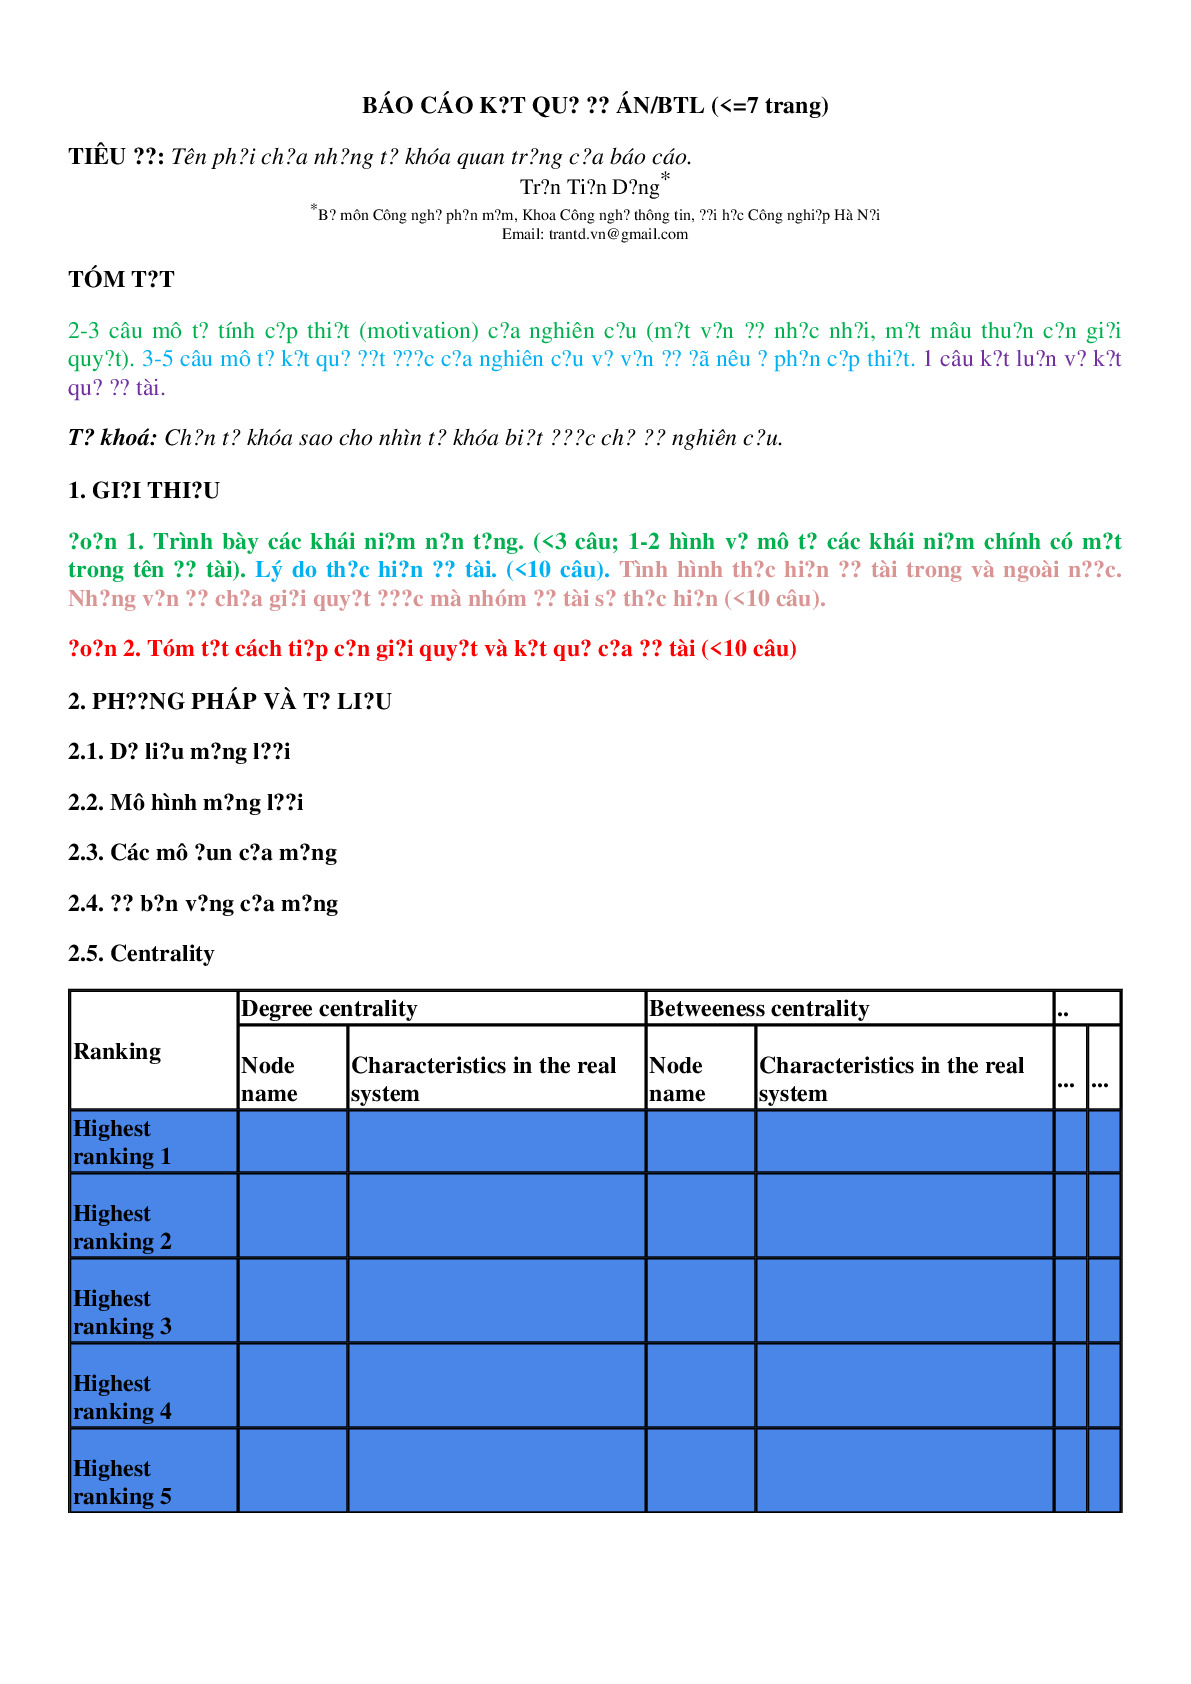 BÁO CÁO K?T QU? ?? ÁN/BTL (<=7 trang)
TIÊU ??: Tên ph?i ch?a nh?ng t? khóa quan tr?ng c?a báo cáo.
Tr?n Ti?n D?ng*
*B? môn Công ngh? ph?n m?m, Khoa Công ngh? thông tin, ??i h?c Công nghi?p Hà N?i
Email: trantd.vn@gmail.com
TÓM T?T
2-3 câu mô t? tính c?p thi?t (motivation) c?a nghiên c?u (m?t v?n ?? nh?c nh?i, m?t mâu thu?n c?n gi?i
quy?t). 3-5 câu mô t? k?t qu? ??t ???c c?a nghiên c?u v? v?n ?? ?ã nêu ? ph?n c?p thi?t. 1 câu k?t lu?n v? k?t
qu? ?? tài.
T? khoá: Ch?n t? khóa sao cho nhìn t? khóa bi?t ???c ch? ?? nghiên c?u.
1. GI?I THI?U
?o?n 1. Trình bày các khái ni?m n?n t?ng. (<3 câu; 1-2 hình v? mô t? các khái ni?m chính có m?t
trong tên ?? tài). Lý do th?c hi?n ?? tài. (<10 câu). Tình hình th?c hi?n ?? tài trong và ngoài n??c.
Nh?ng v?n ?? ch?a gi?i quy?t ???c mà nhóm ?? tài s? th?c hi?n (<10 câu).
?o?n 2. Tóm t?t cách ti?p c?n gi?i quy?t và k?t qu? c?a ?? tài (<10 câu)
2. PH??NG PHÁP VÀ T? LI?U
2.1. D? li?u m?ng l??i
2.2. Mô hình m?ng l??i
2.3. Các mô ?un c?a m?ng
2.4. ?? b?n v?ng c?a m?ng
2.5. Centrality
Ranking
Degree centrality
Betweeness centrality
..
Node
name
Characteristics in the real
system
Node
name
Characteristics in the real
system
...
...
Highest
ranking 1
Highest
ranking 2
Highest
ranking 3
Highest
ranking 4
Highest
ranking 5